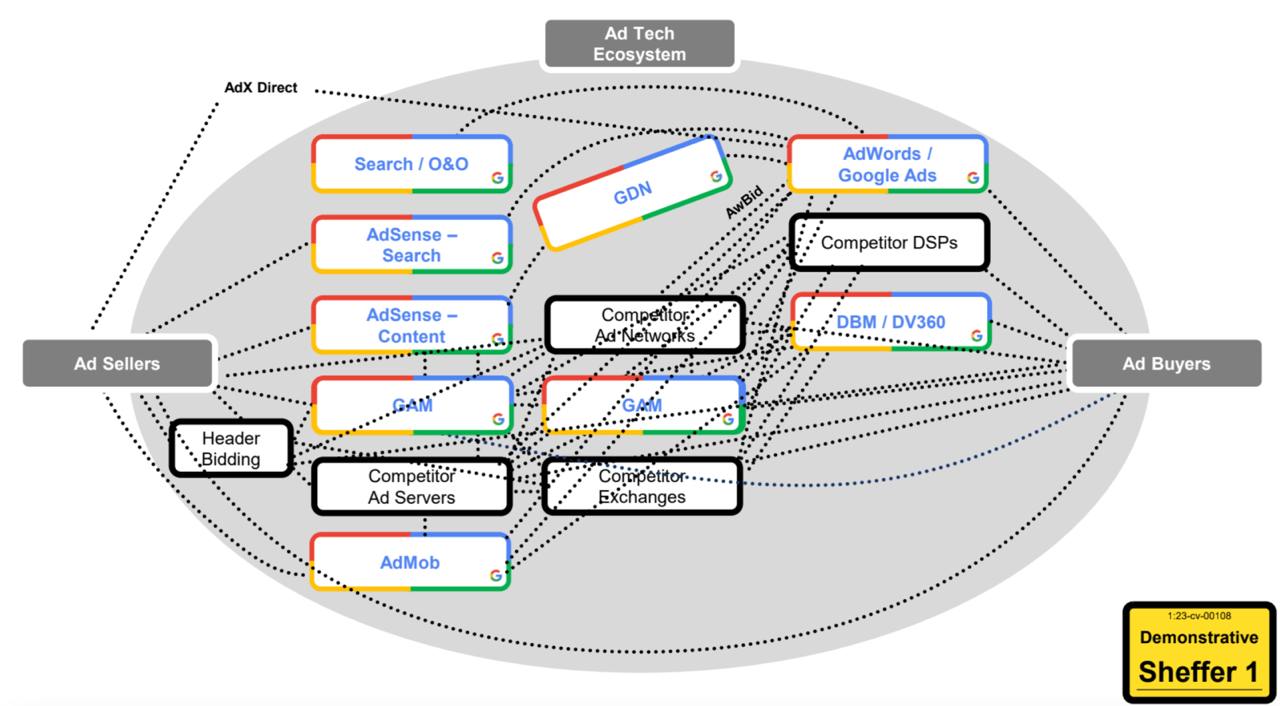 Ad Tech
Ecosystem
AdX Direct
Search / O&O
GDN
AdWords /
Google Ads
AwBid
AdSense –
Search
Competitor DSPs
AdSense –
Content
Competitor
Ad Networks
DBM / DV360
Ad Sellers
Ad Buyers
GAM
GAM
Header
Bidding
Competitor
Ad Servers
Competitor
Exchanges
AdMob
1:23-cv-00108
Demonstrative
Sheffer 1